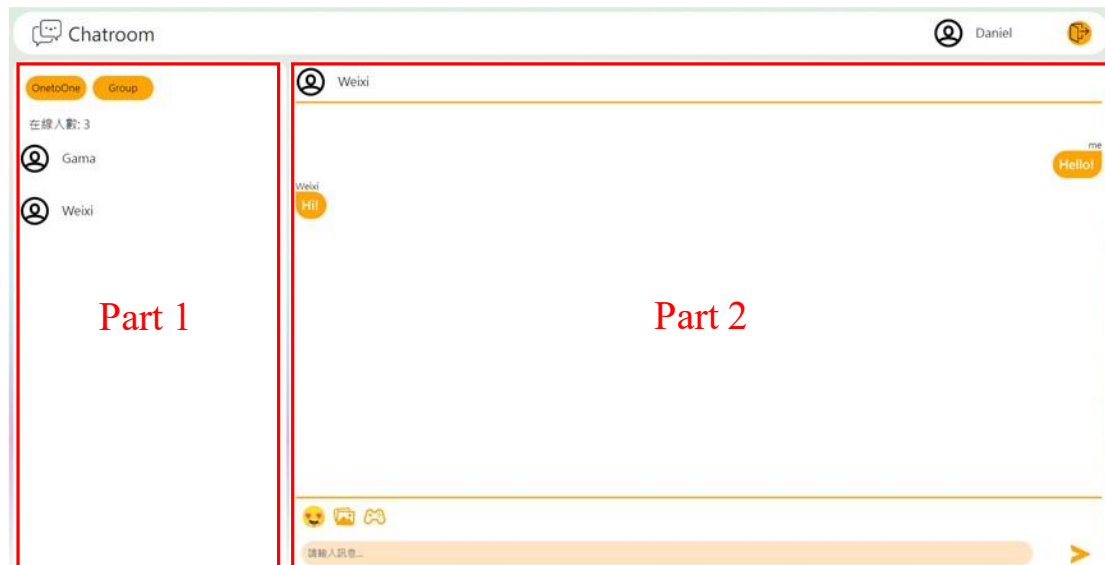 Chatroom
Daniel
OnetoOne Group
在線人數: 3
Gama
Weixi
Part 1
Weixi
me
Hello!
Weixi
Hi!
Part 2
請輸入訊息...